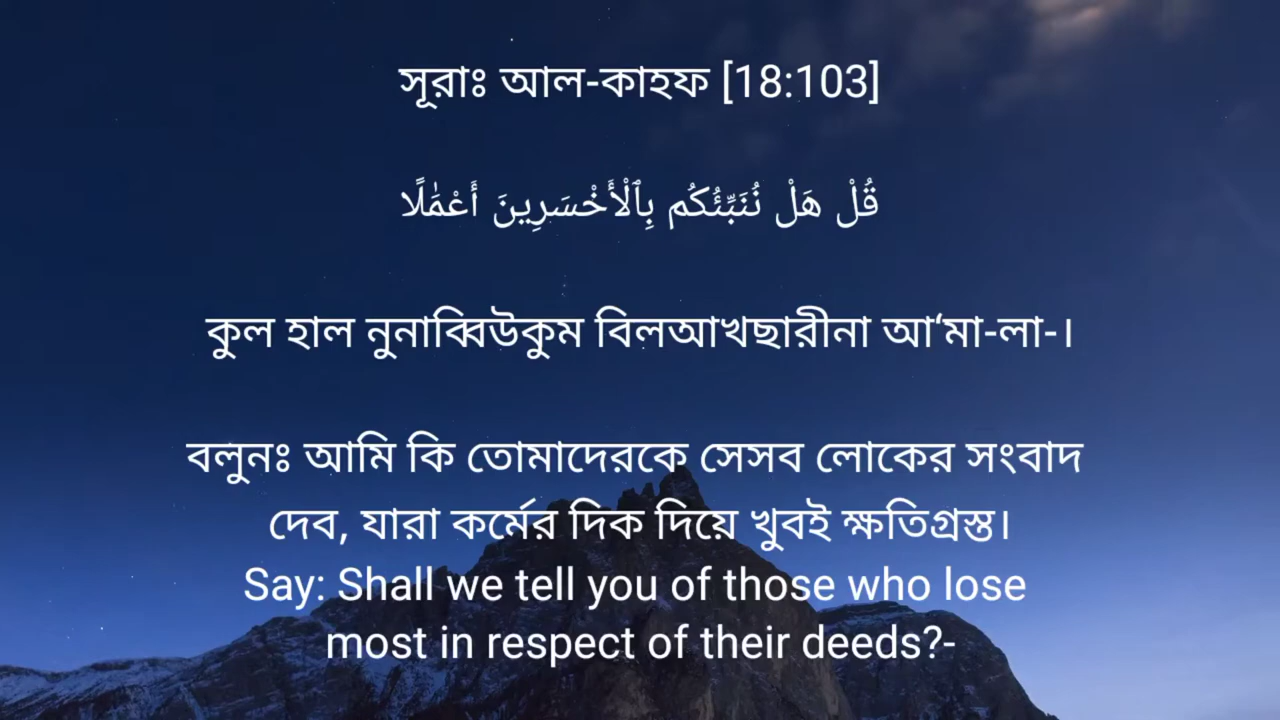 সূরাঃ আল-কাহফ [18:103]
قُلْ هَلْ نُنَبِّئُكُم بِٱلْأَخْسَرِينَ أَعْمَٰلًا
কুল হাল নুনাব্বিউকুম বিলআখছারীনা আ‘মা-লা-।
বলুনঃ আমি কি তোমাদেরকে সেসব লোকের সংবাদ
দেব, যারা কর্মের দিক দিয়ে খুবই ক্ষতিগ্রস্ত।
Say: Shall we tell you of those who lose
most in respect of their deeds?-